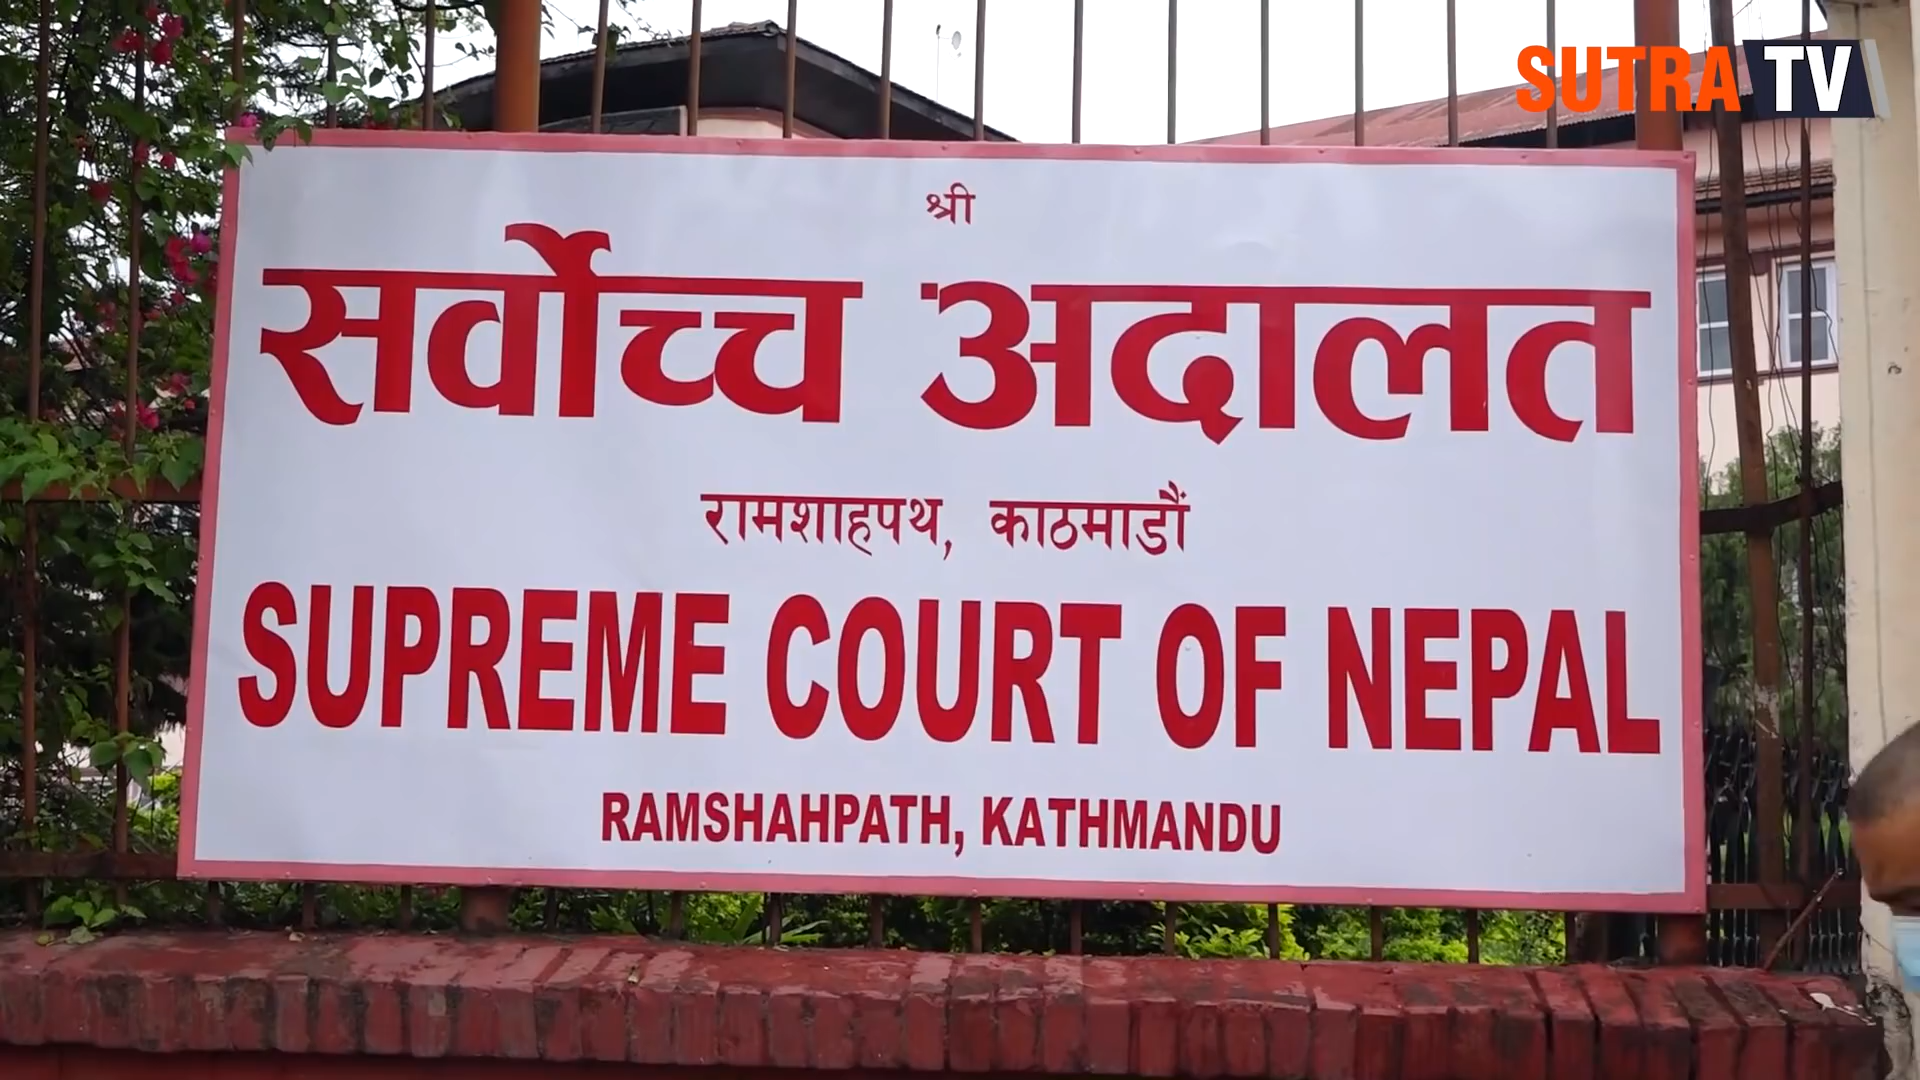 SUTRA TV
श्री
सर्वोच्च अदालत
रामशाहपथ, काठमाडौं
SUPREME COURT OF NEPAL
RAMSHAHPATH, KATHMANDU